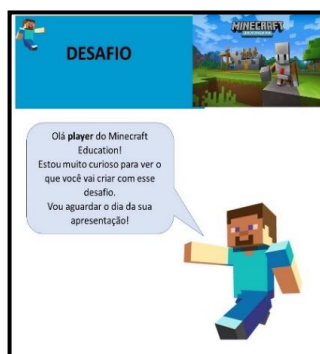 MINECRAFT
DESAFIO
Olá player do Minecraft
Education!
Estou muito curioso para ver o
que você vai criar com esse
desafio.
Vou aguardar o dia da sua
apresentação!